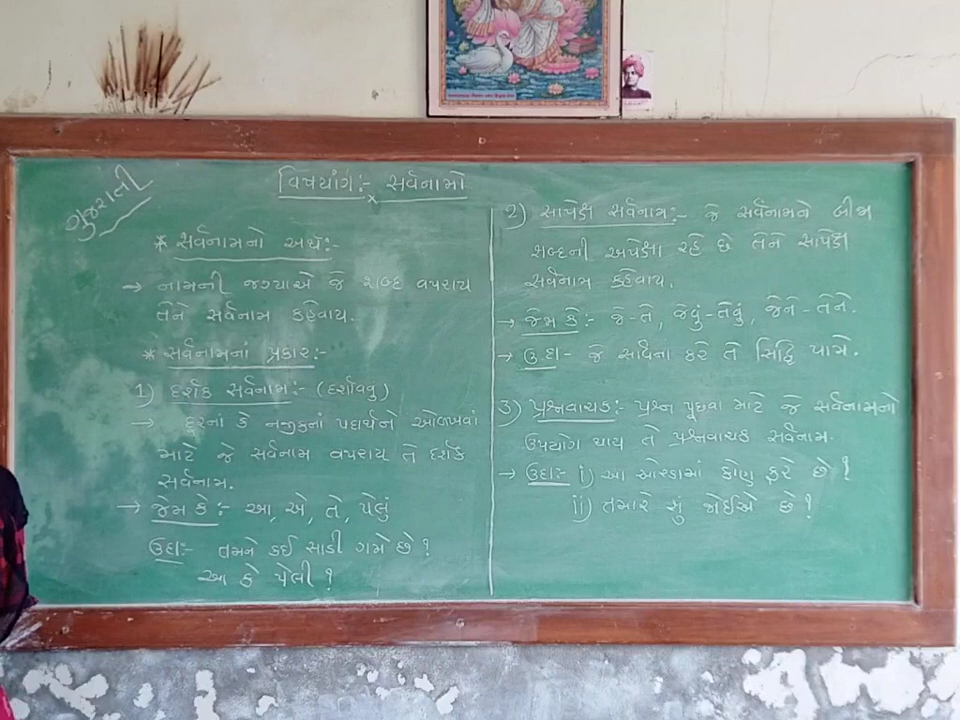 ગુજરાતી
વિષયાંગ:- સર્વનામો
* સર્વનામનો અર્થ:-
→ નામની જગ્યાએ જે શબ્દ વપરાય
તેને સર્વનામ કહેવાય.
* સર્વનામનાં પ્રકાર:-
1) દર્શક સર્વનામ:- (દર્શાવવુ)
→ દૂરનાં કે નજીકનાં પદાર્થને ઓળખવાં
માટે જે સર્વનામ વપરાય તે દર્શક
સર્વનામ.
→ જેમ કે:- આ, એ, તે, પેલું
ઉદા:- તમને કઈ સાડી ગમે છે?
આ કે પેલી?
2) સાપેક્ષ સર્વનામ:- જે સર્વનામને બીજા
શબ્દની અપેક્ષા રહે છે તેને સાપેક્ષ
સર્વનામ કહેવાય.
→ જેમ કે:- જે-તે, જેવું-તેવું, જેને-તેને.
→ ઉદા- જે સાધના કરે તે સિદ્ધિ પામે.
3) પ્રશ્નવાચક:- પ્રશ્ન પૂછવા માટે જે સર્વનામનો
ઉપયોગ થાય તે પ્રશ્નવાચક સર્વનામ.
→ ઉદા:- i) આ ઓરડામાં કોણ ફરે છે?
ii) તમારે શું જોઈએ છે?